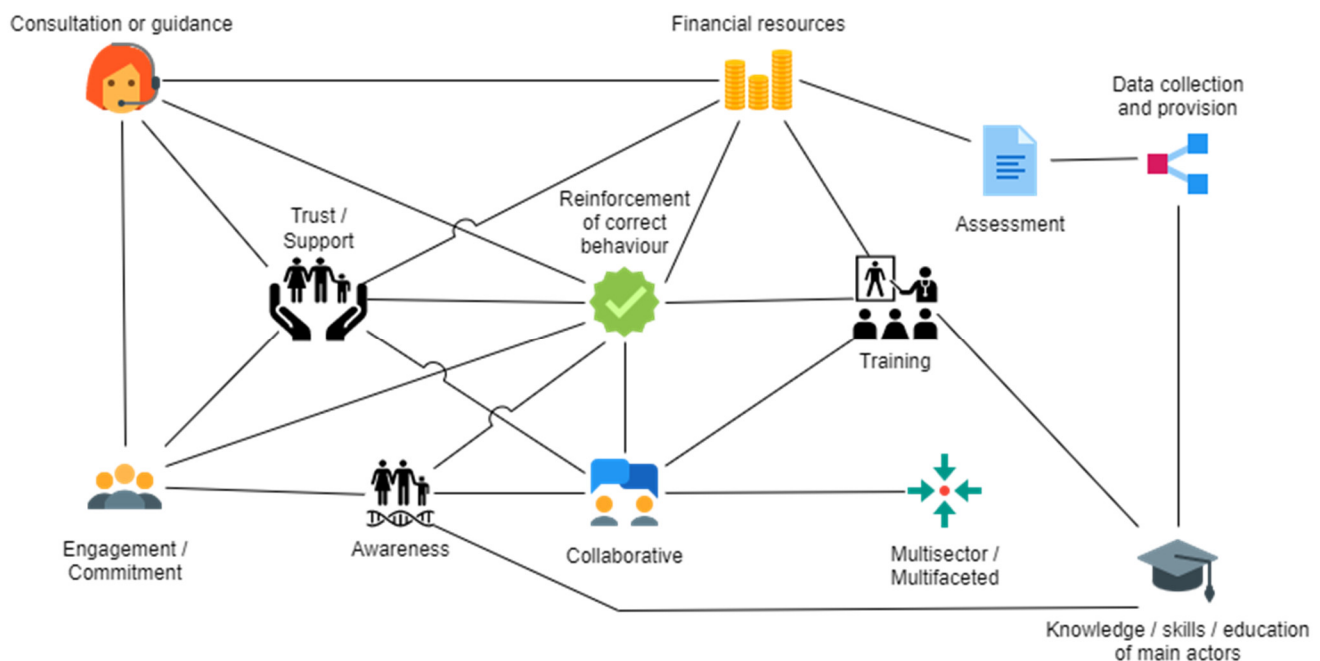 Consultation or guidance
Financial resources
Data collection
and provision
Assessment
Trust /
Support
Reinforcement
of correct
behaviour
Training
Engagement /
Commitment
Awareness
Collaborative
Multisector /
Multifaceted
Knowledge / skills / education
of main actors